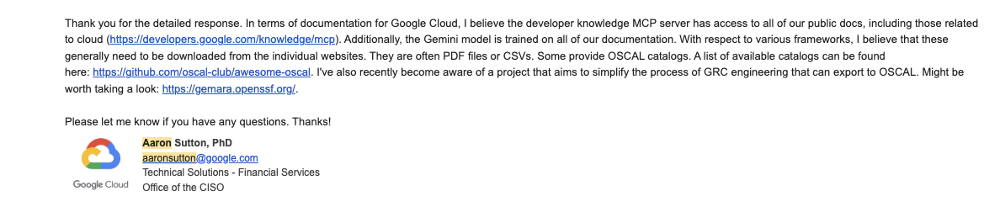 Thank you for the detailed response. In terms of documentation for Google Cloud, I believe the developer knowledge MCP server has access to all of our public docs, including those related
to cloud (https://developers.google.com/knowledge/mcp). Additionally, the Gemini model is trained on all of our documentation. With respect to various frameworks, I believe that these
generally need to be downloaded from the individual websites. They are often PDF files or CSVs. Some provide OSCAL catalogs. A list of available catalogs can be found
here: https://github.com/oscal-club/awesome-oscal. I've also recently become aware of a project that aims to simplify the process of GRC engineering that can export to OSCAL. Might be
worth taking a look: https://gemara.openssf.org/.
Please let me know if you have any questions. Thanks!
Google Cloud
Aaron Sutton, PhD
aaronsutton@google.com
Technical Solutions - Financial Services
Office of the CISO